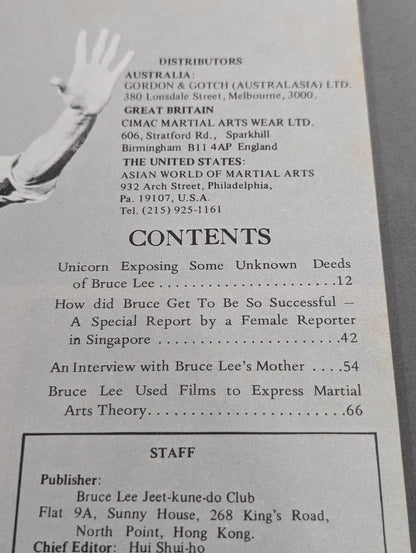 DISTRIBUTORS
AUSTRALIA:
GORDON & GOTCH (AUSTRALASIA) LTD.
380 Lonsdale Street, Melbourne, 3000.
GREAT BRITAIN
CIMAC MARTIAL ARTS WEAR LTD.
606, Stratford Rd., Sparkhill
Birmingham B11 4AP England
THE UNITED STATES:
ASIAN WORLD OF MARTIAL ARTS
932 Arch Street, Philadelphia,
Pa. 19107, U.S.A.
Tel. (215) 925-1161
CONTENTS
Unicorn Exposing Some Unknown Deeds
of Bruce Lee . . . . . . . . . . . . . . . . . . . . . . .12
How did Bruce Get To Be So Successful –
A Special Report by a Female Reporter
in Singapore . . . . . . . . . . . . . . . . . . . . .42
An Interview with Bruce Lee's Mother . . . .54
Bruce Lee Used Films to Express Martial
Arts Theory. . . . . . . . . . . . . . . . . . . . . . .66
STAFF
Publisher:
Bruce Lee Jeet-kune-do Club
Flat 9A, Sunny House, 268 King's Road,
North Point, Hong Kong.
Chief Editor: Hui Shui-ho